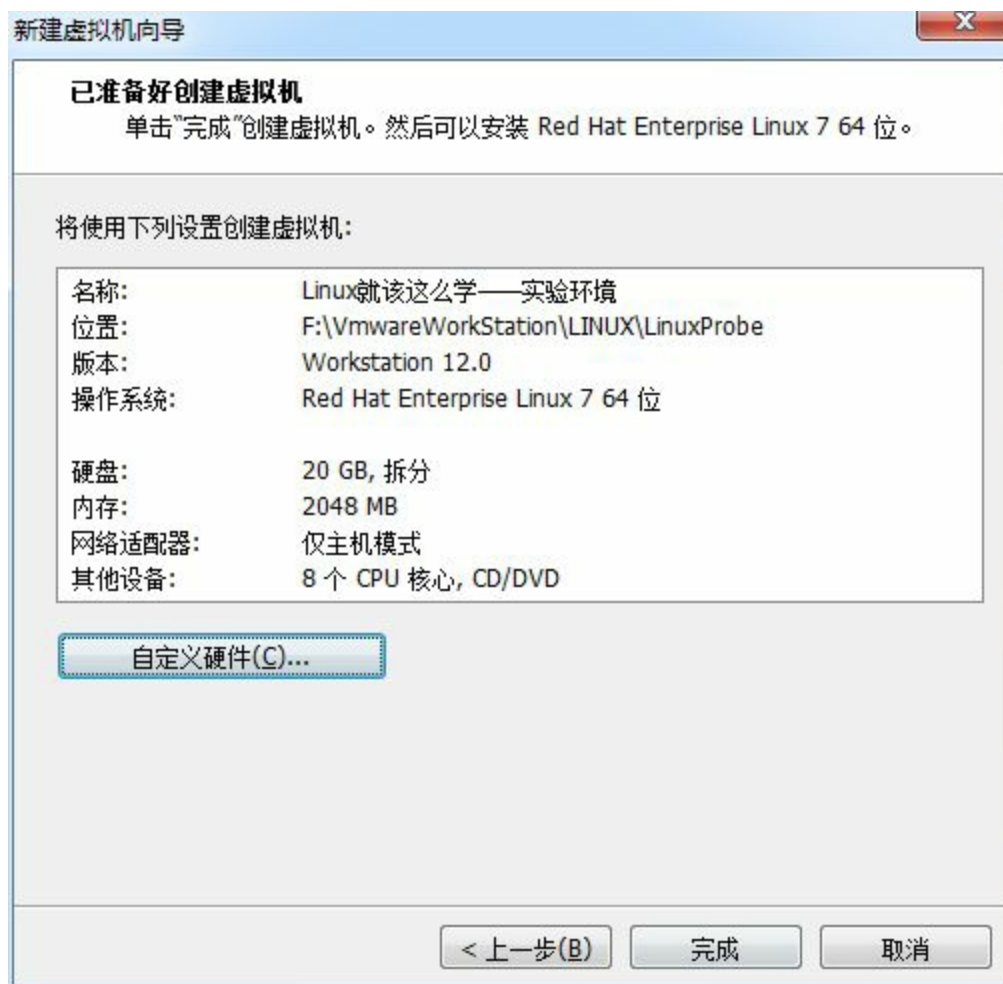 新建虚拟机向导
X
已准备好创建虚拟机
单击"完成"创建虚拟机。然后可以安装 Red Hat Enterprise Linux 7 64 位。
将使用下列设置创建虚拟机:
名称: Linux就该这么学——实验环境
位置: F:\VmwareWorkStation\LINUX\LinuxProbe
版本: Workstation 12.0
操作系统: Red Hat Enterprise Linux 7 64 位
硬盘: 20 GB, 拆分
内存: 2048 MB
网络适配器: 仅主机模式
其他设备: 8 个 CPU 核心, CD/DVD
自定义硬件(C)...
< 上一步(B) 完成 取消